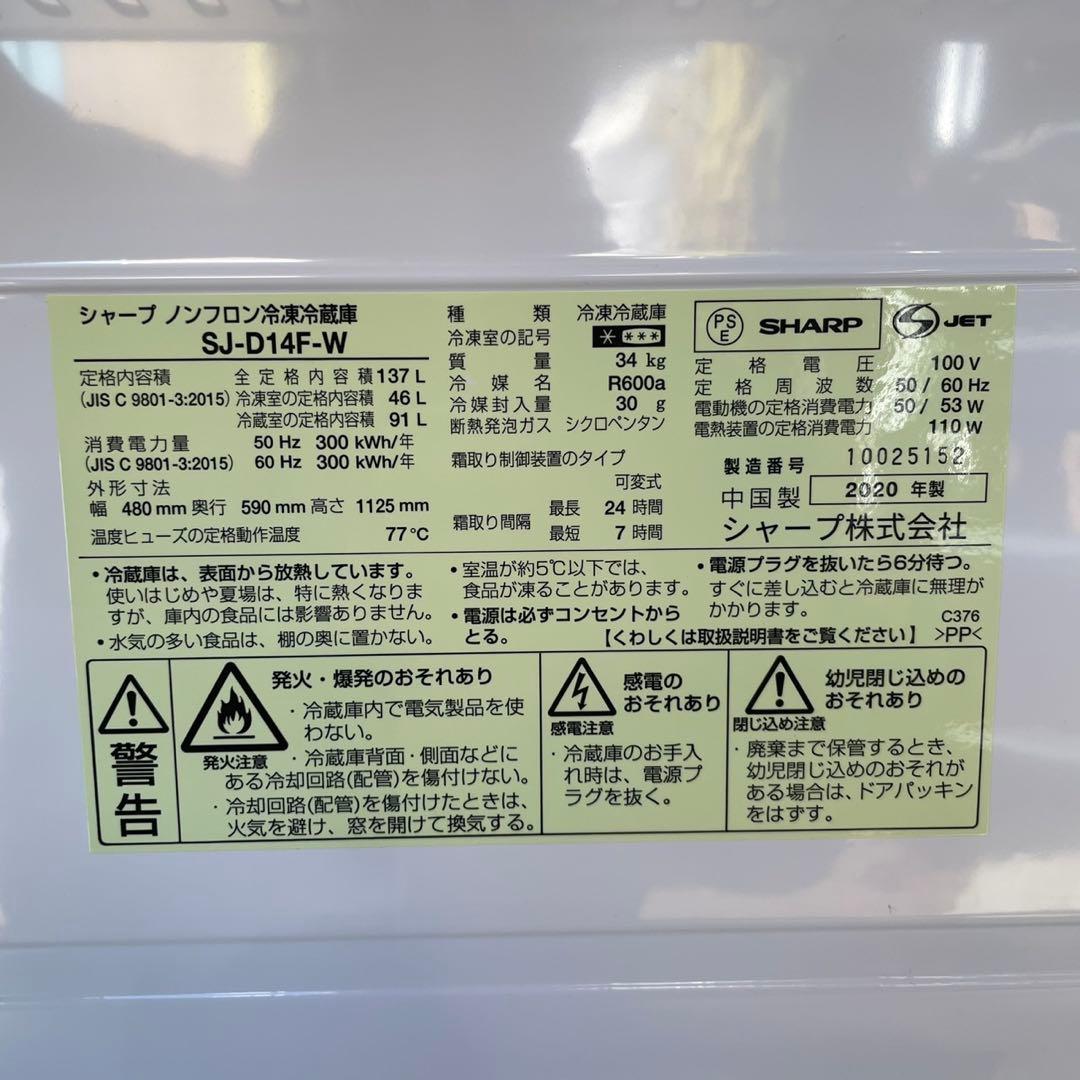 シャープ ノンフロン冷凍冷蔵庫
SJ-D14F-W
定格内容積 全定格内容積 137 L
(JIS C 9801-3:2015) 冷凍室の定格内容積 46 L
冷蔵室の定格内容積 91 L
消費電力量 50 Hz 300 kWh/年
(JIS C 9801-3:2015) 60 Hz 300 kWh/年
外形寸法
幅 480 mm 奥行 590 mm 高さ 1125 mm
温度ヒューズの定格動作温度 77℃
種類 冷凍冷蔵庫
冷凍室の記号 * ***
質量 34 kg
冷媒名 R600a
冷媒封入量 30 g
断熱発泡ガス シクロペンタン
霜取り制御装置のタイプ
可変式
霜取り間隔 最長 24 時間
最短 7 時間
PS
E
SHARP
S JET
定格電圧 100 V
定格周波数 50 / 60 Hz
電動機の定格消費電力 50 / 53 W
電熱装置の定格消費電力 110 W
製造番号 10025152
中国製 2020 年製
シャープ株式会社
・冷蔵庫は、表面から放熱しています。
使いはじめや夏場は、特に熱くなりま
すが、庫内の食品には影響ありません。
・水気の多い食品は、棚の奥に置かない。
・室温が約5℃以下では、
食品が凍ることがあります。
・電源は必ずコンセントから
とる。
・電源プラグを抜いたら6分待つ。
すぐに差し込むと冷蔵庫に無理が
かかります。
C376
【くわしくは取扱説明書をご覧ください】 >PP<
警告
発火注意
発火・爆発のおそれあり
・冷蔵庫内で電気製品を使
わない。
・冷蔵庫背面・側面などに
ある冷却回路(配管)を傷付けない。
・冷却回路(配管)を傷付けたときは、
火気を避け、窓を開けて換気する。
感電注意
感電の
おそれあり
・冷蔵庫のお手入
れ時は、電源プ
ラグを抜く。
閉じ込め注意
幼児閉じ込めの
おそれあり
・廃棄まで保管するとき、
幼児閉じ込めのおそれが
ある場合は、ドアパッキン
をはずす。